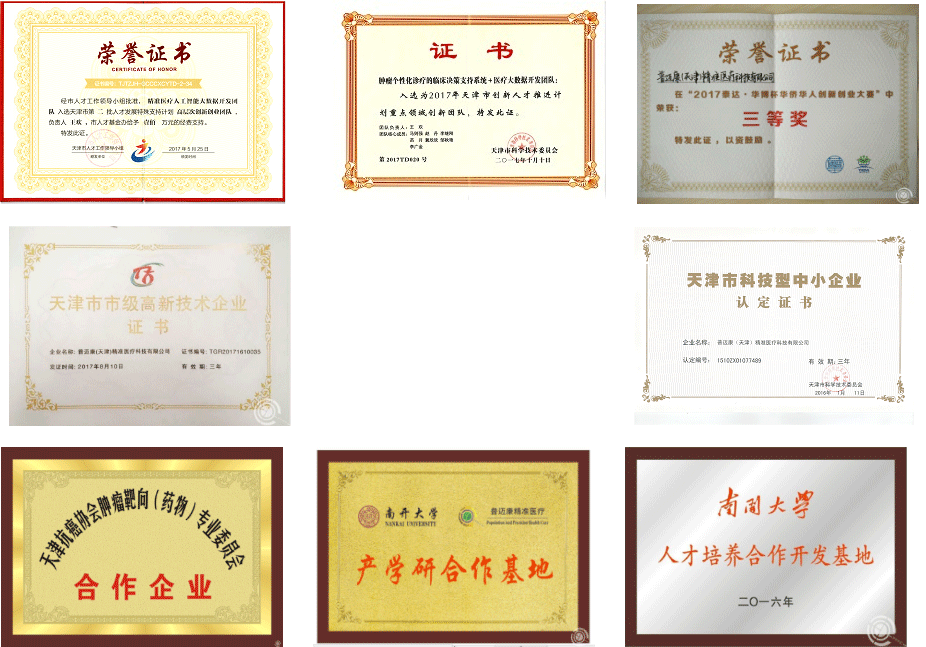 荣誉证书
CERTIFICATE OF HONOR
经市人才工作领导小组批准， 精准医疗人工智能大数据开发团
队 入选天津市第 二 批人才发展特殊支持计划 高层次创新创业团队，
负责人 王欢 。市人才基金办给予 壹佰 万元的经费支持。
特发此证。
天津市人才工作领导小组
2017 年 5 月 25 日
证 书
肿瘤个性化诊疗的临床决策支持系统+医疗大数据开发团队：
入选为2017年天津市创新人才推进计
划重点领域创新团队，特发此证。
团队负责人：王 欢
团队核心成员：
第 2017TD020 号
天津市科学技术委员会
二〇一七年十月十日
荣誉证书
普迈康(天津)精准医疗科技有限公司
在“2017泰达·华博杯华侨华人创新创业大赛”中
荣获：
三等奖
特发此证，以资鼓励。
天津市市级高新技术企业
证 书
企业名称: 普迈康(天津)精准医疗科技有限公司 证书编号: TGR20171610035
发证时间: 2017年8月10日 有 效 期: 三年
天津市科技型中小企业
认 定 证 书
企业名称： 普迈康（天津）精准医疗科技有限公司
认定编号： 15102X01077489 有 效 期: 三年
天津市科学技术委员会
2016年 1月 11日
天津抗癌协会肿瘤靶向（药物）专业委员会
合作企业
南开大学
NANKAI UNIVERSITY
普迈康精准医疗
Population and Precision Health Care
产学研合作基地
南开大学
人才培养合作开发基地
二〇一六年